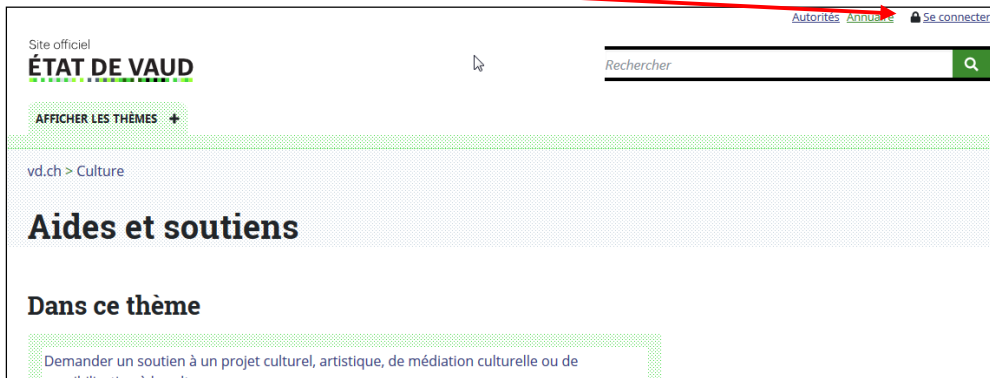 Autorités Annuaire Se connecter
Site officiel
ÉTAT DE VAUD
Rechercher
AFFICHER LES THÈMES +
vd.ch > Culture
Aides et soutiens
Dans ce thème
Demander un soutien à un projet culturel, artistique, de médiation culturelle ou de